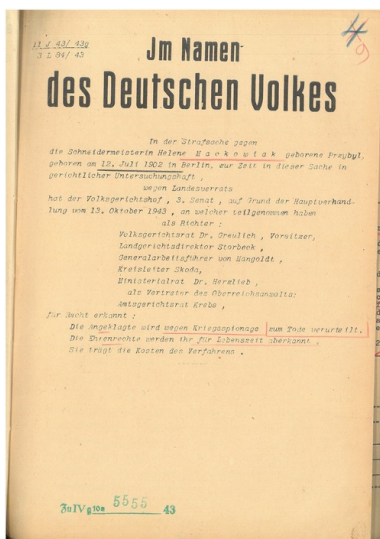 11 J 43/ 43g
3 L 84/ 43
Jm Namen
des Deutschen Volkes
In der Strafsache gegen
die Schneidermeisterin Helene M a c k o w i a k geborene Przybyl,
geboren am 12. Juli 1902 in Berlin, zur Zeit in dieser Sache in
gerichtlicher Untersuchungshaft ,
wegen Landesverrats
hat der Volksgerichtshof , 3. Senat , auf Grund der Hauptverhand-
lung vom 13. Oktober 1943 , an welcher teilgenommen haben
als Richter :
Volksgerichtsrat Dr. Greulich , Vorsitzer,
Landgerichtsdirektor Storbeck ,
Generalarbeitsführer von Mangoldt ,
Kreisleiter Skoda,
Ministerialrat Dr. Herzlieb ,
als Vertreter des Oberreichsanwalts:
Amtsgerichtsrat Krebs ,
für Recht erkannt :
Die Angeklagte wird wegen Kriegsspionage zum Tode verurteilt.
Die Ehrenrechte werden ihr für Lebenszeit aberkannt .
Sie trägt die Kosten des Verfahrens .
IV g 10a 5555 43